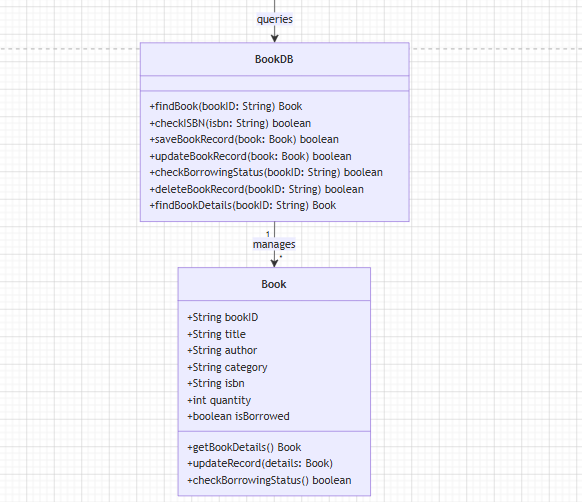 queries
BookDB
+findBook(bookID: String) Book
+checkISBN(isbn: String) boolean
+saveBookRecord(book: Book) boolean
+updateBookRecord(book: Book) boolean
+checkBorrowingStatus(bookID: String) boolean
+deleteBookRecord(bookID: String) boolean
+findBookDetails(bookID: String) Book
1
manages
*
Book
+String bookID
+String title
+String author
+String category
+String isbn
+int quantity
+boolean isBorrowed
+getBookDetails() Book
+updateRecord(details: Book)
+checkBorrowingStatus() boolean